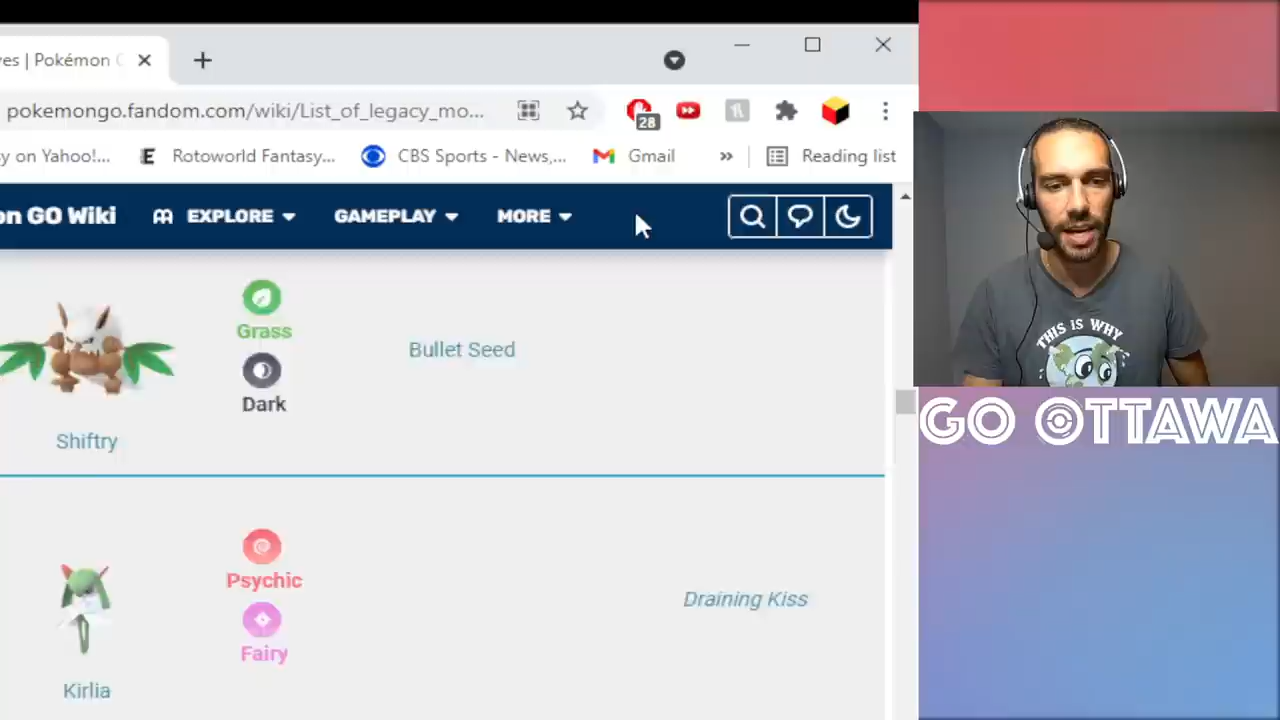 ves | Pokémon G
pokemongo.fandom.com/wiki/List_of_legacy_mo...
28
y on Yahoo!...
Rotoworld Fantasy...
CBS Sports - News,...
Gmail
»
Reading list
on GO Wiki
EXPLORE
GAMEPLAY
MORE
Grass
Dark
Bullet Seed
Shiftry
Psychic
Fairy
Draining Kiss
Kirlia
THIS IS WHY
GO OTTAWA